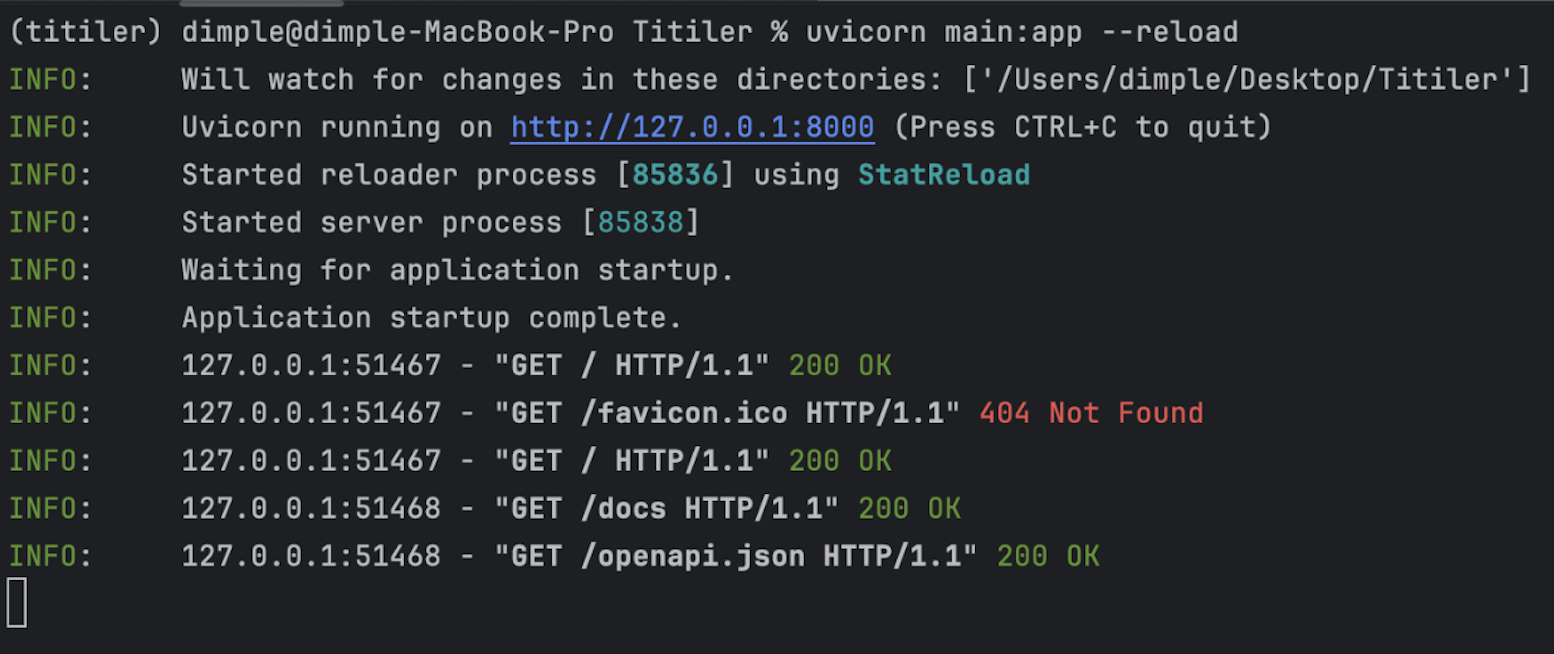 (titiler) dimple@dimple-MacBook-Pro Titiler % uvicorn main:app --reload
INFO:     Will watch for changes in these directories: ['/Users/dimple/Desktop/Titiler']
INFO:     Uvicorn running on http://127.0.0.1:8000 (Press CTRL+C to quit)
INFO:     Started reloader process [85836] using StatReload
INFO:     Started server process [85838]
INFO:     Waiting for application startup.
INFO:     Application startup complete.
INFO:     127.0.0.1:51467 - "GET / HTTP/1.1" 200 OK
INFO:     127.0.0.1:51467 - "GET /favicon.ico HTTP/1.1" 404 Not Found
INFO:     127.0.0.1:51467 - "GET / HTTP/1.1" 200 OK
INFO:     127.0.0.1:51468 - "GET /docs HTTP/1.1" 200 OK
INFO:     127.0.0.1:51468 - "GET /openapi.json HTTP/1.1" 200 OK